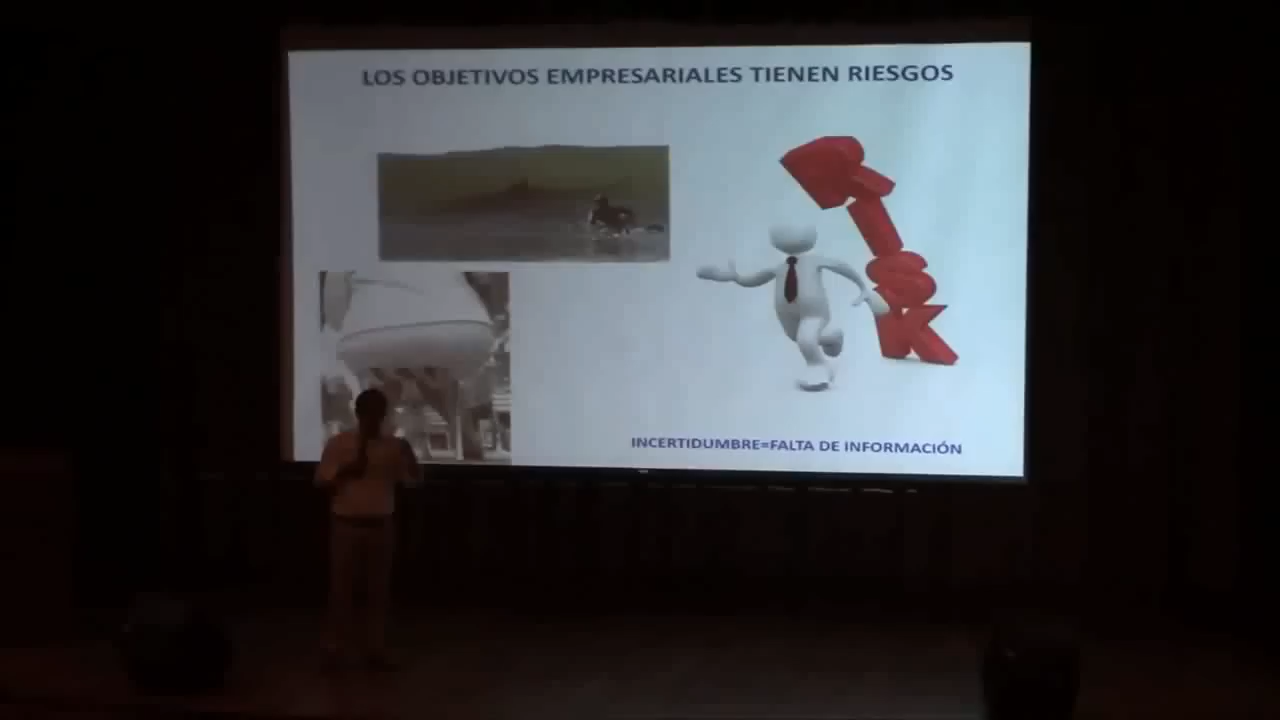 LOS OBJETIVOS EMPRESARIALES TIENEN RIESGOS
RISK
INCERTIDUMBRE=FALTA DE INFORMACIÓN